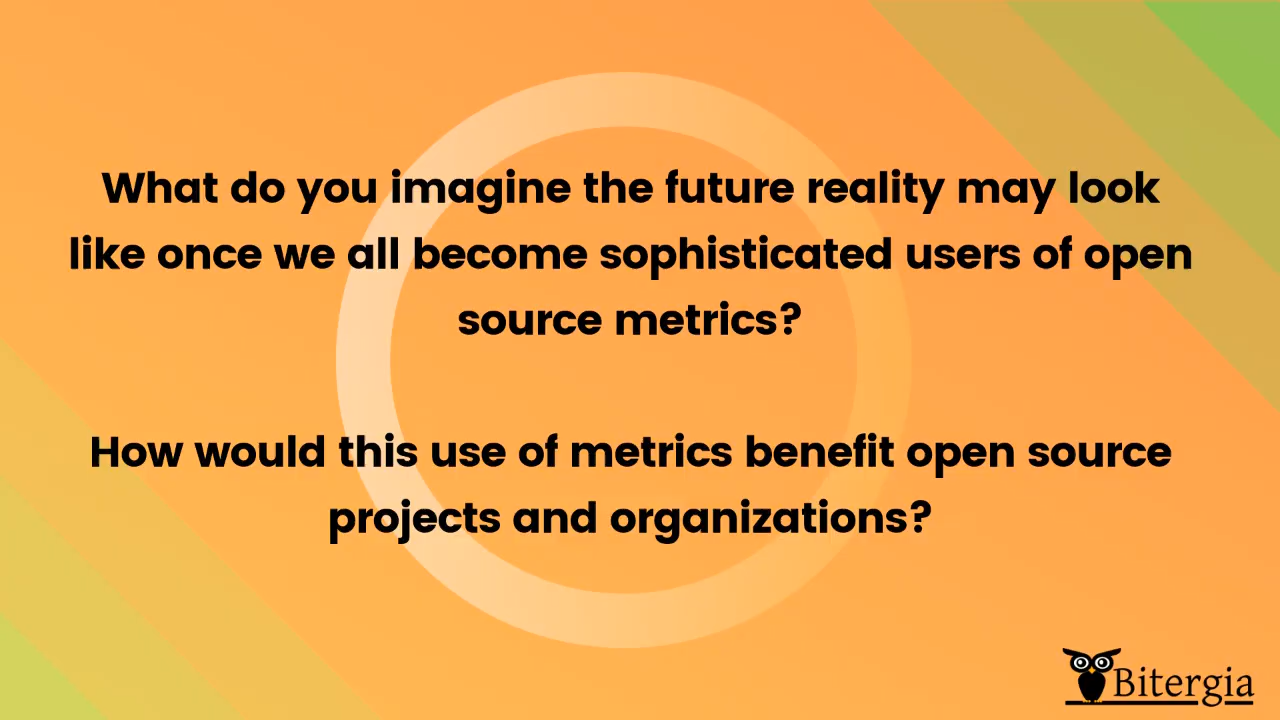 What do you imagine the future reality may look
like once we all become sophisticated users of open
source metrics?
How would this use of metrics benefit open source
projects and organizations?
Bitergia